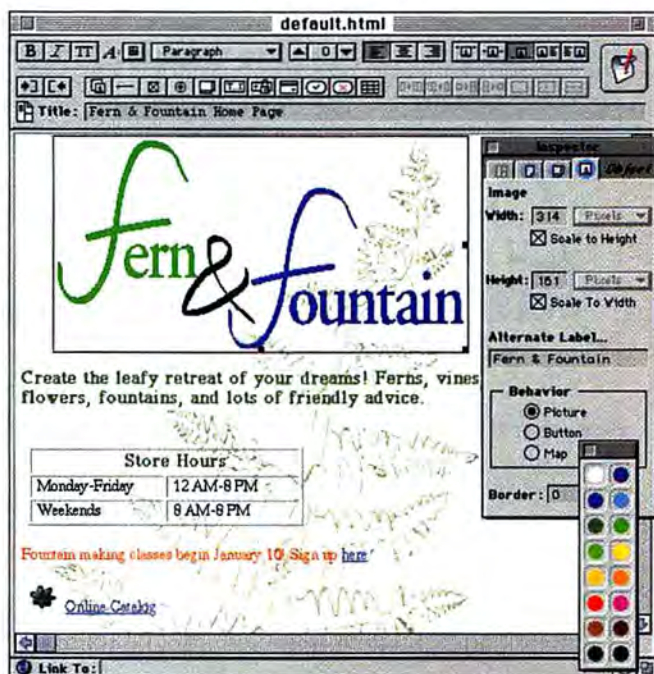 default.html
B I TT A Paragraph 0
Title: Fern & Fountain Home Page
Inspector
Object
Image
Width: 314 Pixels
Scale to Height
Height: 161 Pixels
Scale To Width
Alternate Label...
Fern & Fountain
Behavior
Picture
Button
Map
Border: 0
Fern & Fountain
Create the leafy retreat of your dreams! Ferns, vines
flowers, fountains, and lots of friendly advice.
Store Hours
Monday-Friday 12 AM-8 PM
Weekends 8 AM-8 PM
Fountain making classes begin January 10! Sign up here!
Online Catalog
Link To: